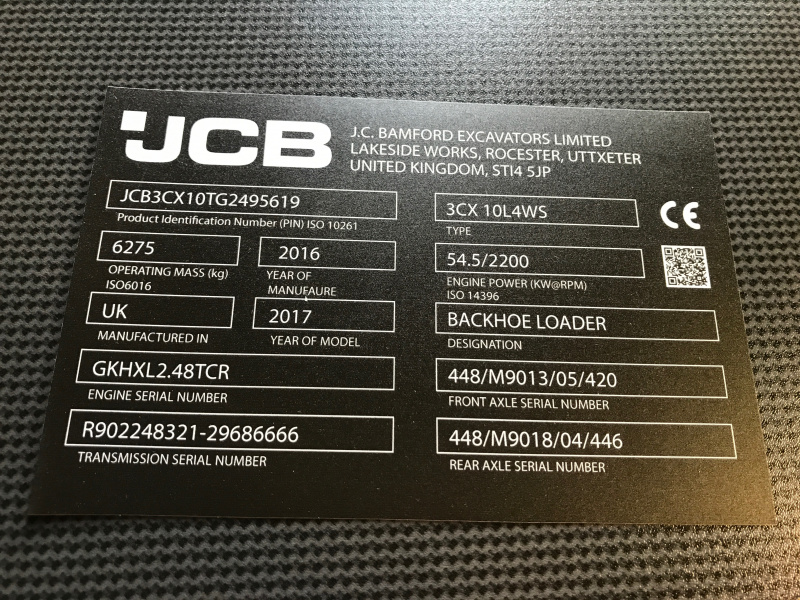 JCB
J.C. BAMFORD EXCAVATORS LIMITED
LAKESIDE WORKS, ROCESTER, UTTXETER
UNITED KINGDOM, STI4 5JP
JCB3CX10TG2495619
Product Identification Number (PIN) ISO 10261
3CX 10L4WS
TYPE
6275
OPERATING MASS (kg)
ISO6016
2016
YEAR OF
MANUFAURE
54.5/2200
ENGINE POWER (KW@RPM)
ISO 14396
CE
UK
MANUFACTURED IN
2017
YEAR OF MODEL
BACKHOE LOADER
DESIGNATION
GKHXL2.48TCR
ENGINE SERIAL NUMBER
448/M9013/05/420
FRONT AXLE SERIAL NUMBER
R902248321-29686666
TRANSMISSION SERIAL NUMBER
448/M9018/04/446
REAR AXLE SERIAL NUMBER